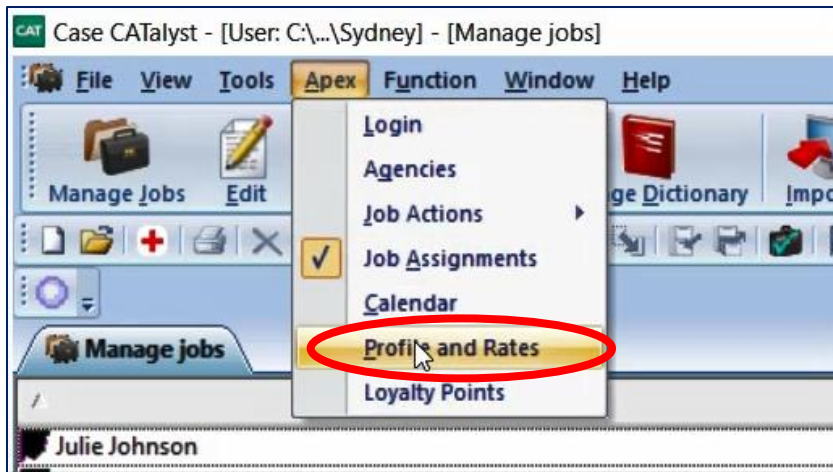 CAT Case CATalyst - [User: C:\...\Sydney] - [Manage jobs]
File View Tools Apex Function Window Help
Manage Jobs Edit
Login
Agencies
Job Actions
Job Assignments
Calendar
Profile and Rates
Loyalty Points
ge Dictionary Impo
Manage jobs
Julie Johnson